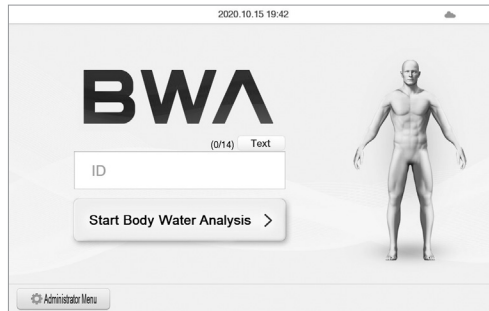 2020.10.15 19:42
BWA
(0/14) Text
ID
Start Body Water Analysis
Administrator Menu